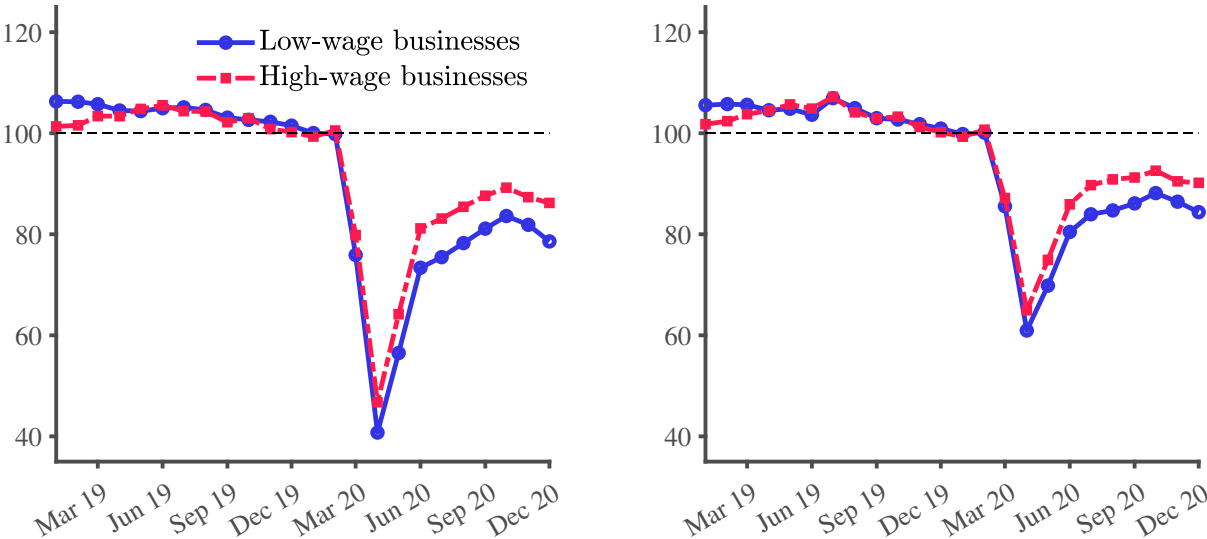 120
100
80
60
40
Low-wage businesses
High-wage businesses
Mar 19
Jun 19
Sep 19
Dec 19
Mar 20
Jun 20
Sep 20
Dec 20
120
100
80
60
40
Mar 19
Jun 19
Sep 19
Dec 19
Mar 20
Jun 20
Sep 20
Dec 20